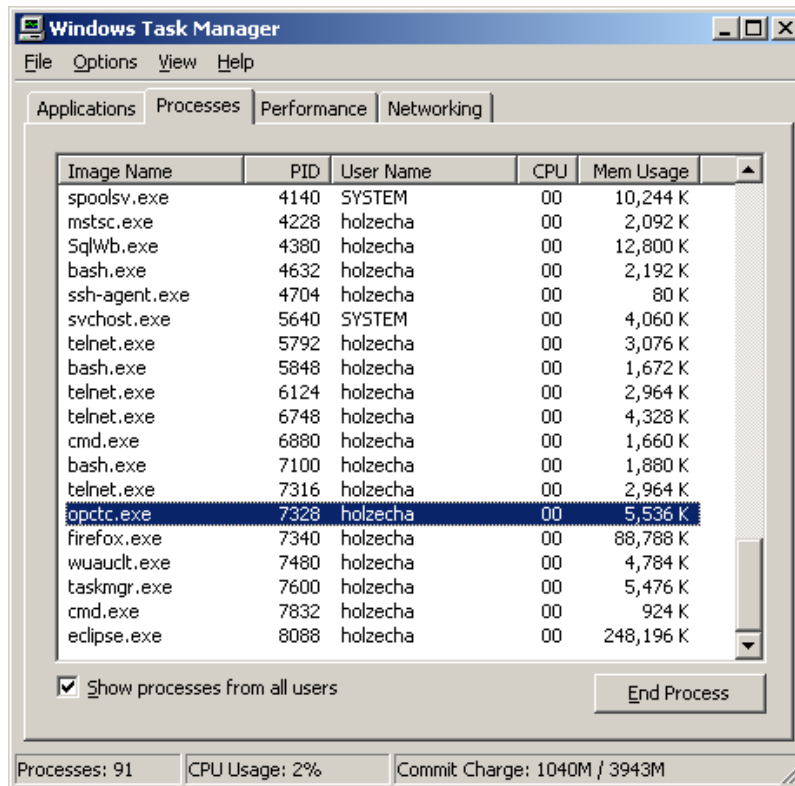 Windows Task Manager
File Options View Help
Applications Processes Performance Networking
Image Name PID User Name CPU Mem Usage
spoolsv.exe 4140 SYSTEM 00 10,244 K
mstsc.exe 4228 holzecha 00 2,092 K
SqlWb.exe 4380 holzecha 00 12,800 K
bash.exe 4632 holzecha 00 2,192 K
ssh-agent.exe 4704 holzecha 00 80 K
svchost.exe 5640 SYSTEM 00 4,060 K
telnet.exe 5792 holzecha 00 3,076 K
bash.exe 5848 holzecha 00 1,672 K
telnet.exe 6124 holzecha 00 2,964 K
telnet.exe 6748 holzecha 00 4,328 K
cmd.exe 6880 holzecha 00 1,660 K
bash.exe 7100 holzecha 00 1,880 K
telnet.exe 7316 holzecha 00 2,964 K
opctc.exe 7328 holzecha 00 5,536 K
firefox.exe 7340 holzecha 00 88,788 K
wuauclt.exe 7480 holzecha 00 4,784 K
taskmgr.exe 7600 holzecha 00 5,476 K
cmd.exe 7832 holzecha 00 924 K
eclipse.exe 8088 holzecha 00 248,196 K
Show processes from all users End Process
Processes: 91 CPU Usage: 2% Commit Charge: 1040M / 3943M